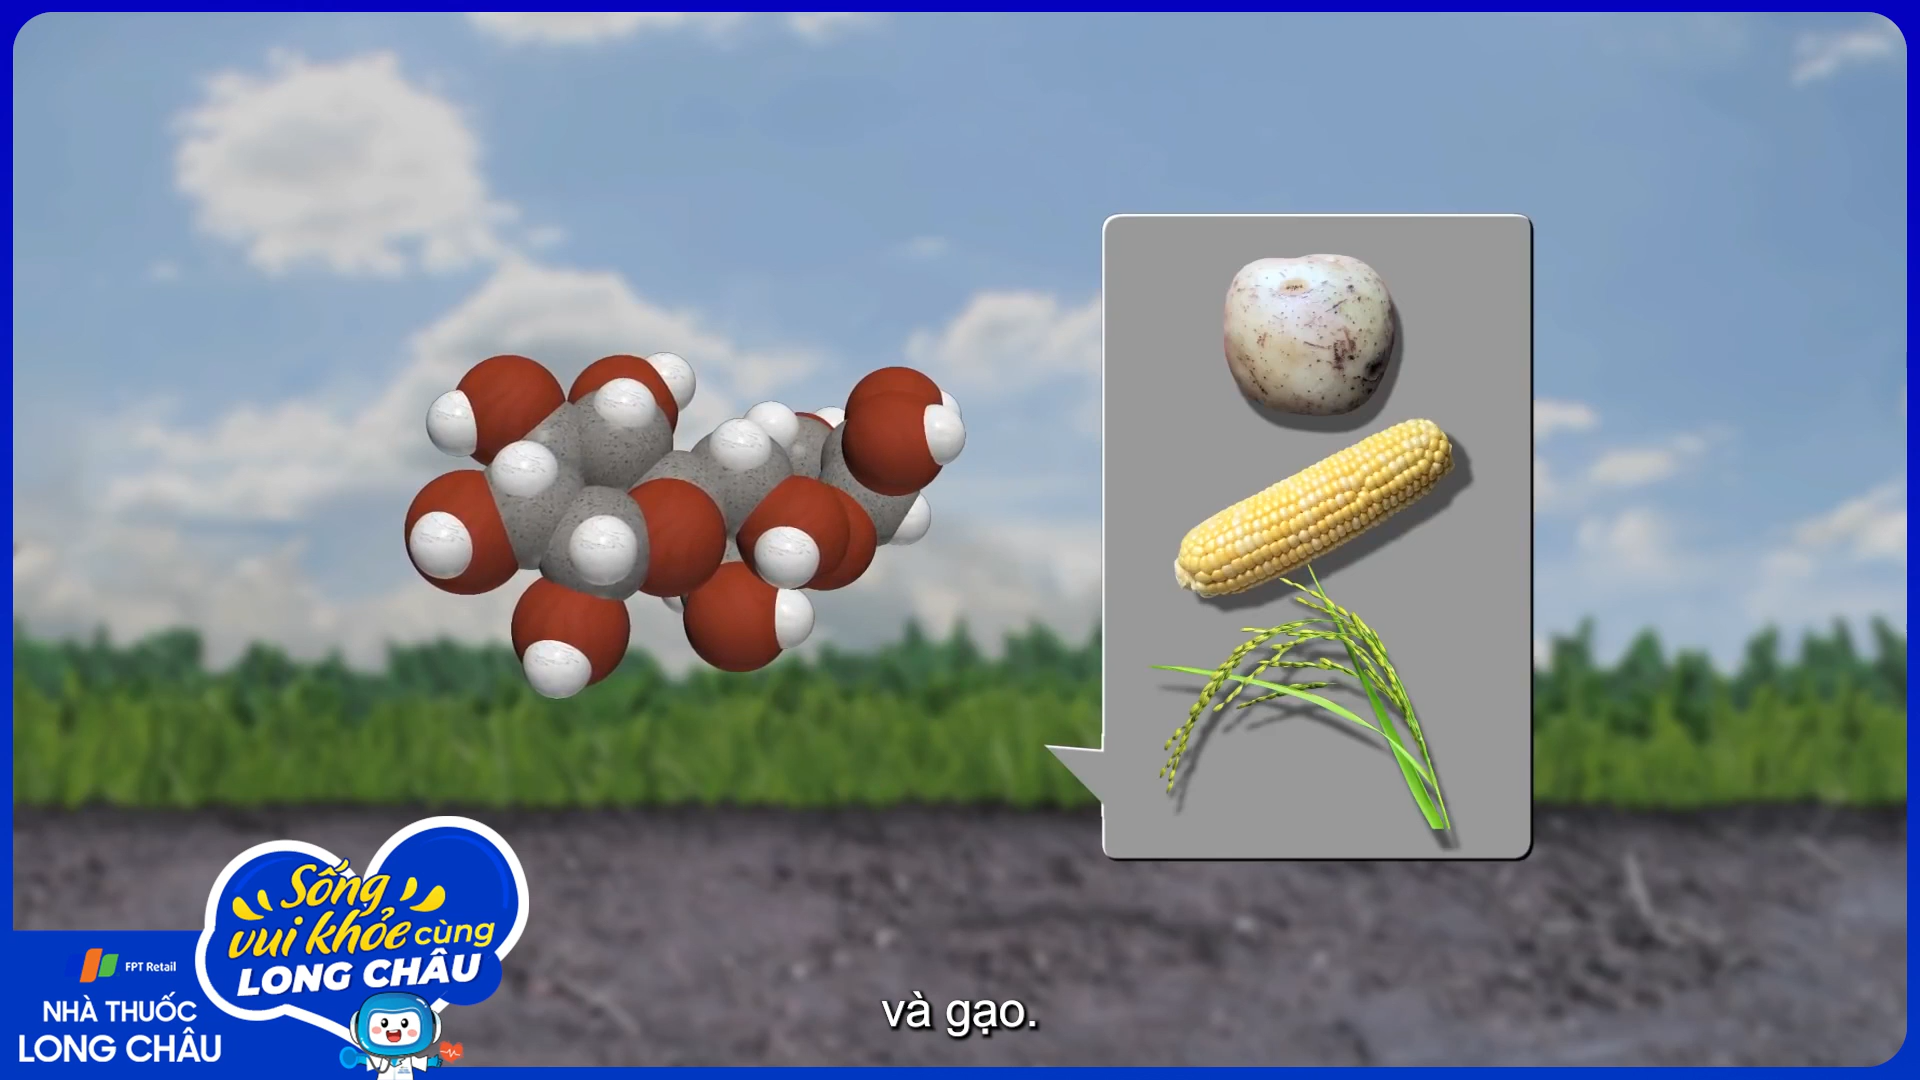 Sống
vui khỏe cùng
LONG CHÂU
FPT Retail
NHÀ THUỐC
LONG CHÂU
và gạo.